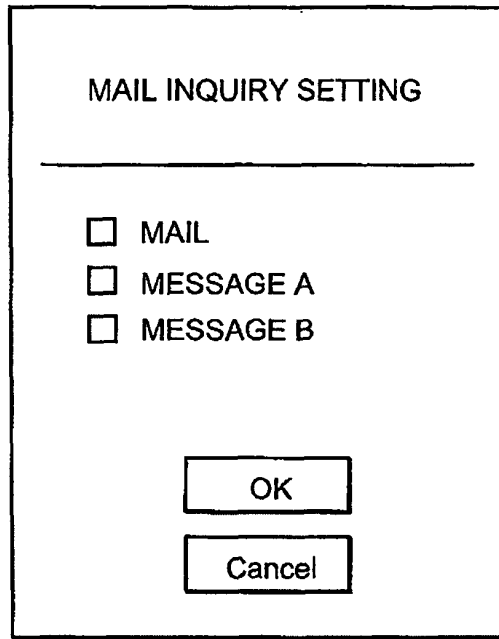 MAIL INQUIRY SETTING
MAIL
MESSAGE A
MESSAGE B
OK
Cancel